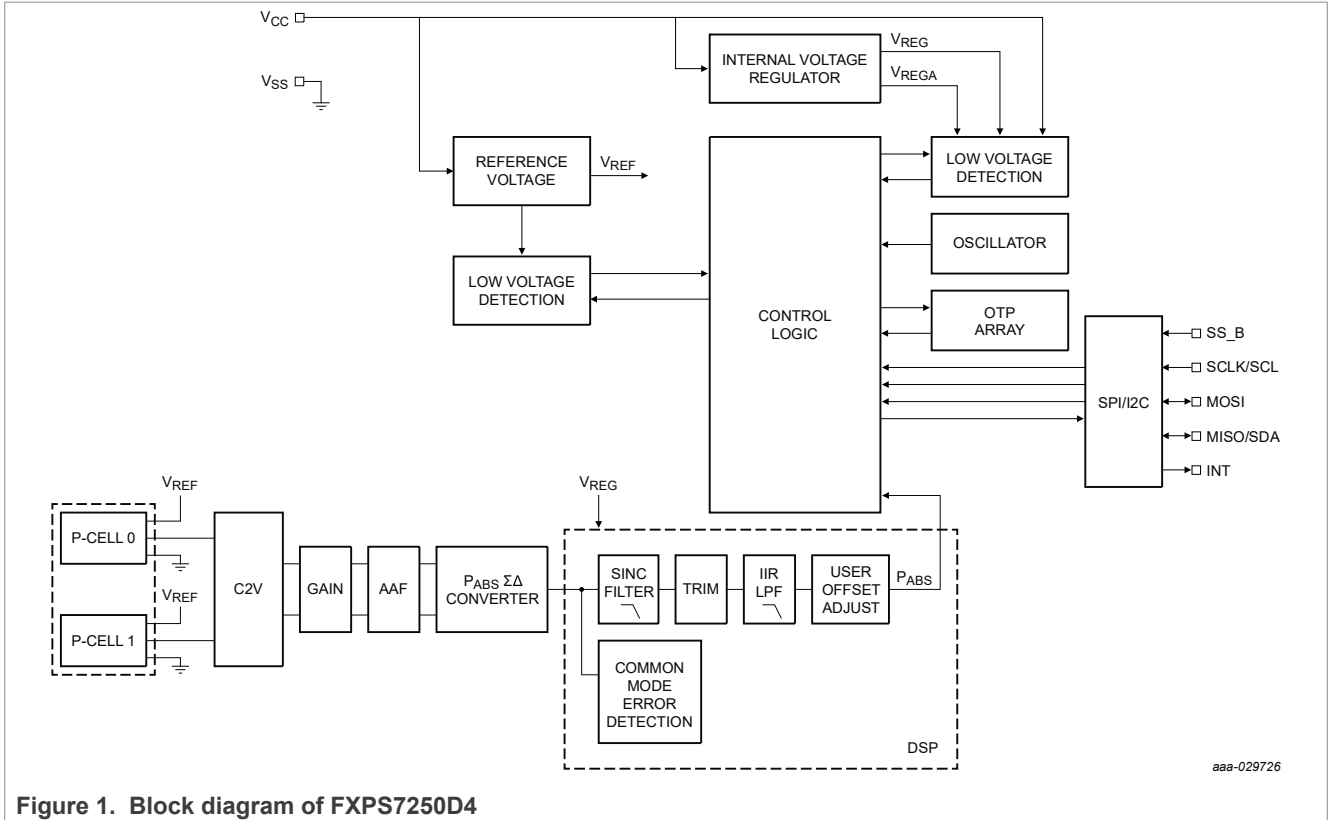 VCC
VSS
INTERNAL VOLTAGE
REGULATOR
VREG
VREGA
REFERENCE
VOLTAGE
VREF
LOW VOLTAGE
DETECTION
CONTROL
LOGIC
LOW VOLTAGE
DETECTION
OSCILLATOR
OTP
ARRAY
SPI/I2C
SS_B
SCLK/SCL
MOSI
MISO/SDA
INT
VREF
P-CELL 0
VREF
P-CELL 1
C2V
GAIN
AAF
PABS ΣΔ
CONVERTER
VREG
SINC
FILTER
TRIM
IIR
LPF
USER
OFFSET
ADJUST
PABS
COMMON
MODE
ERROR
DETECTION
DSP
aaa-029726
Figure 1. Block diagram of FXPS7250D4